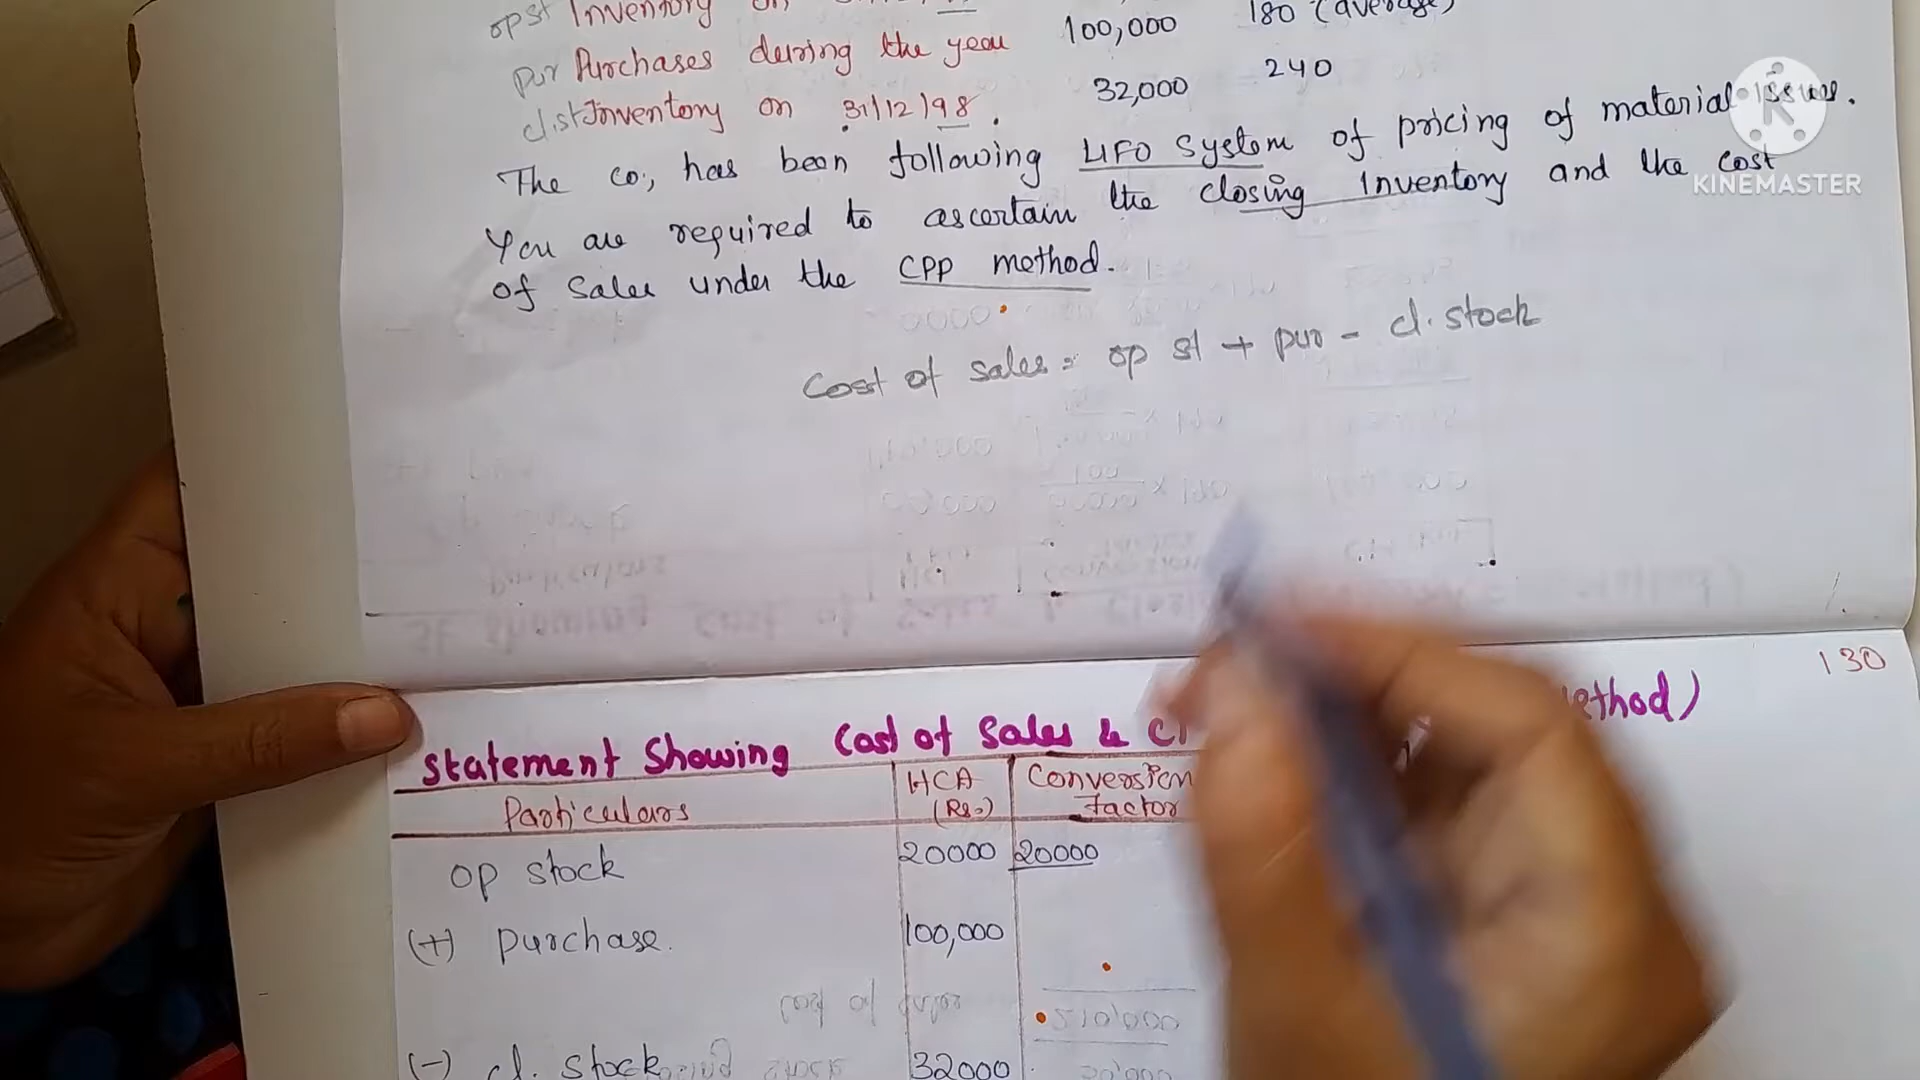 op st Inventory on
100,000 180 (average)
pur Purchases during the year
32,000 240
cl.st Inventory on 31/12/98.
The co., has been following LIFO System of pricing of material issues.
You are required to ascertain the closing Inventory and the cost
of Sales under the CPP method.
KINEMASTER
Cost of sales = op st + pur - cl. stock
130
Statement Showing Cost of Sales & Cl ethod)
Particulars HCA (Rs.) Conversion factor
op stock 20000 20000
(+) purchase. 100,000
(-) cl. stock 32000